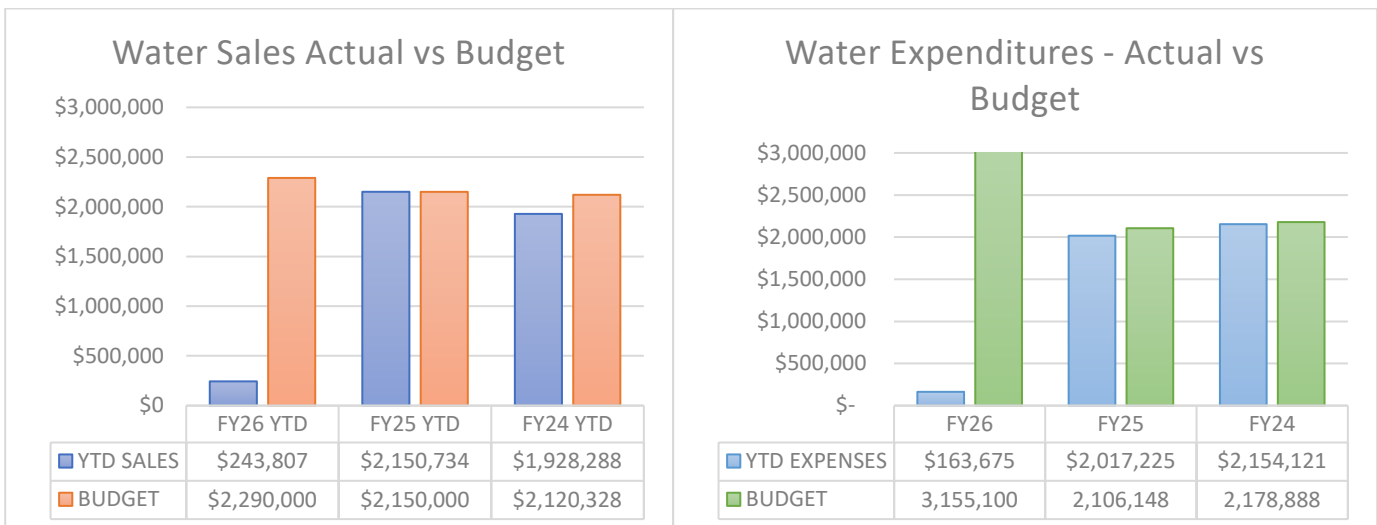 Water Sales Actual vs Budget
$3,000,000
$2,500,000
$2,000,000
$1,500,000
$1,000,000
$500,000
$0
FY26 YTD FY25 YTD FY24 YTD
YTD SALES $243,807 $2,150,734 $1,928,288
BUDGET $2,290,000 $2,150,000 $2,120,328
Water Expenditures - Actual vs
Budget
$3,000,000
$2,500,000
$2,000,000
$1,500,000
$1,000,000
$500,000
$-
FY26 FY25 FY24
YTD EXPENSES $163,675 $2,017,225 $2,154,121
BUDGET 3,155,100 2,106,148 2,178,888